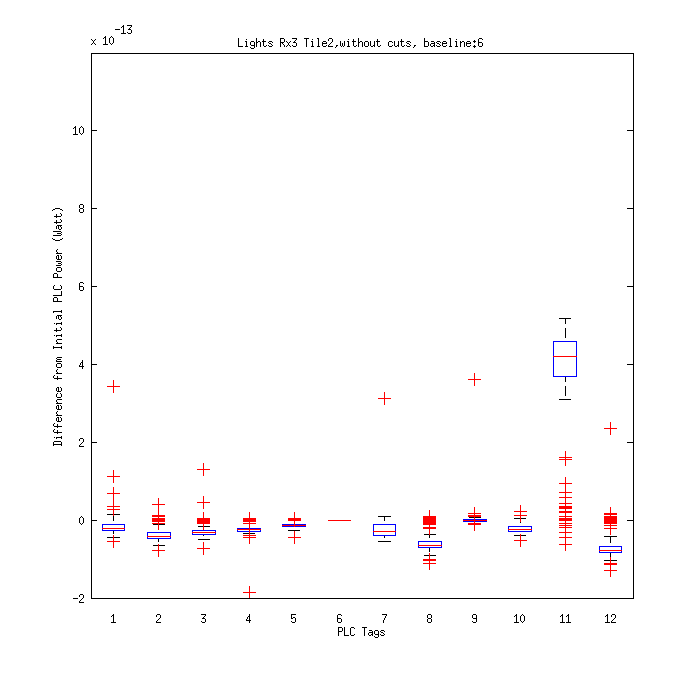 x 10^-13
Lights Rx3 Tile2,without cuts, baseline:6
10
8
6
4
2
0
-2
Difference from Initial PLC Power (Watt)
1 2 3 4 5 6 7 8 9 10 11 12
PLC Tags